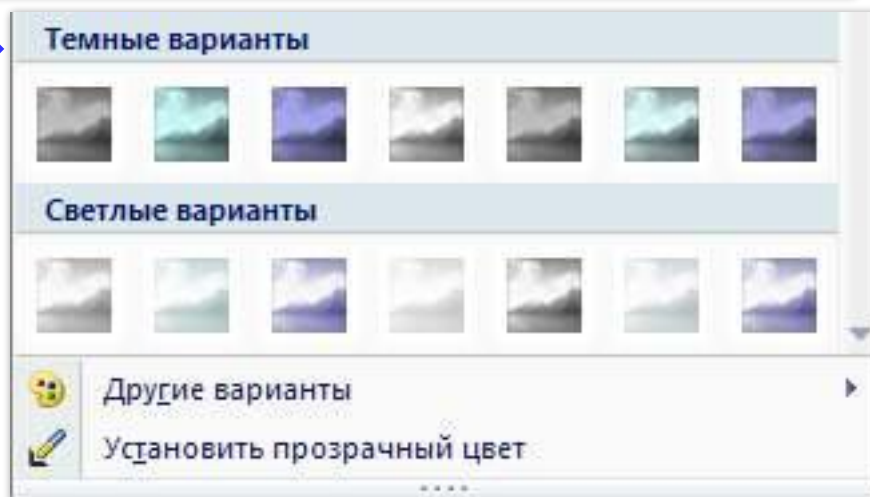 Темные варианты
Светлые варианты
Другие варианты
Установить прозрачный цвет